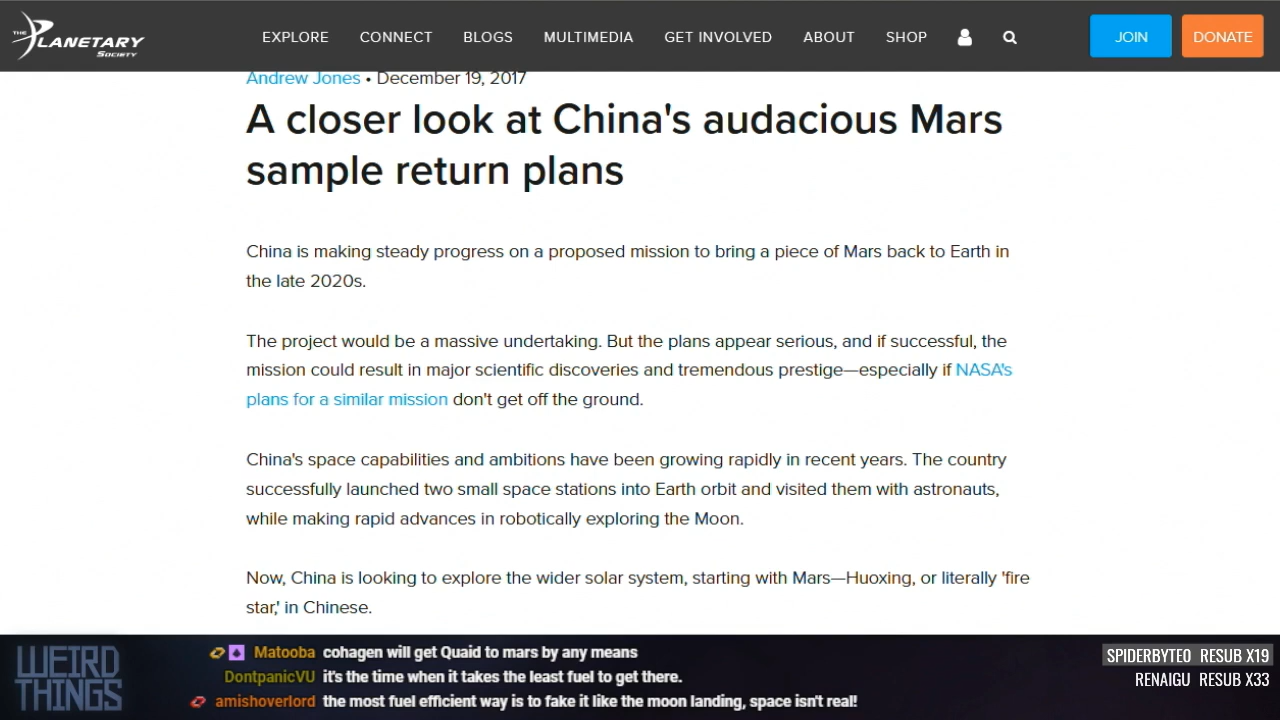 THE PLANETARY SOCIETY
EXPLORE CONNECT BLOGS MULTIMEDIA GET INVOLVED ABOUT SHOP JOIN DONATE
Andrew Jones • December 19, 2017
A closer look at China's audacious Mars
sample return plans
China is making steady progress on a proposed mission to bring a piece of Mars back to Earth in
the late 2020s.
The project would be a massive undertaking. But the plans appear serious, and if successful, the
mission could result in major scientific discoveries and tremendous prestige—especially if NASA's
plans for a similar mission don't get off the ground.
China's space capabilities and ambitions have been growing rapidly in recent years. The country
successfully launched two small space stations into Earth orbit and visited them with astronauts,
while making rapid advances in robotically exploring the Moon.
Now, China is looking to explore the wider solar system, starting with Mars—Huoxing, or literally 'fire
star,' in Chinese.
WEIRD
THINGS
Matooba cohagen will get Quaid to mars by any means
DontpanicVU it's the time when it takes the least fuel to get there.
amishoverlord the most fuel efficient way is to fake it like the moon landing, space isn't real!
SPIDERBYTE0 RESUB X19
RENAIGU RESUB X33